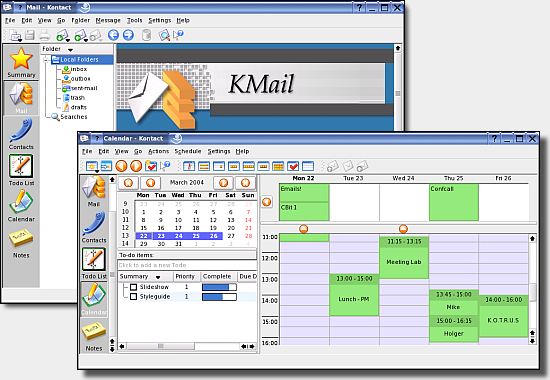 Mail - Kontact
File Edit View Go Folder Message Tools Settings Help
Summary
Mail
Contacts
Todo List
Calendar
Notes
Folder
Local Folders
inbox
outbox
sent-mail
trash
drafts
Searches
KMail
Calendar - Kontact
File Edit View Go Actions Schedule Settings Help
Mail
Contacts
Todo List
Calendar
Notes
March 2004
Mon Tue Wed Thu Fri Sat Sun
9 23 24 25 26 27 28 29
10 1 2 3 4 5 6 7
11 8 9 10 11 12 13 14
12 15 16 17 18 19 20 21
13 22 23 24 25 26 27 28
14 29 30 31 1 2 3 4
To-do items:
Click to add a new Todo
Summary Priority Complete Due D
Slideshow 1
Styleguide 1
Mon 22 Tue 23 Wed 24 Thu 25 Fri 26
Emails!
CBit 1
Confcall
11:00
12:00
13:00
14:00
15:00
16:00
11:15 - 13:15
Meeting Lab
13:00 - 15:00
Lunch - PM
13:45 - 15:00
Mike
15:00 - 16:15
Holger
14:00 - 16:00
K.O.T.R.U.S